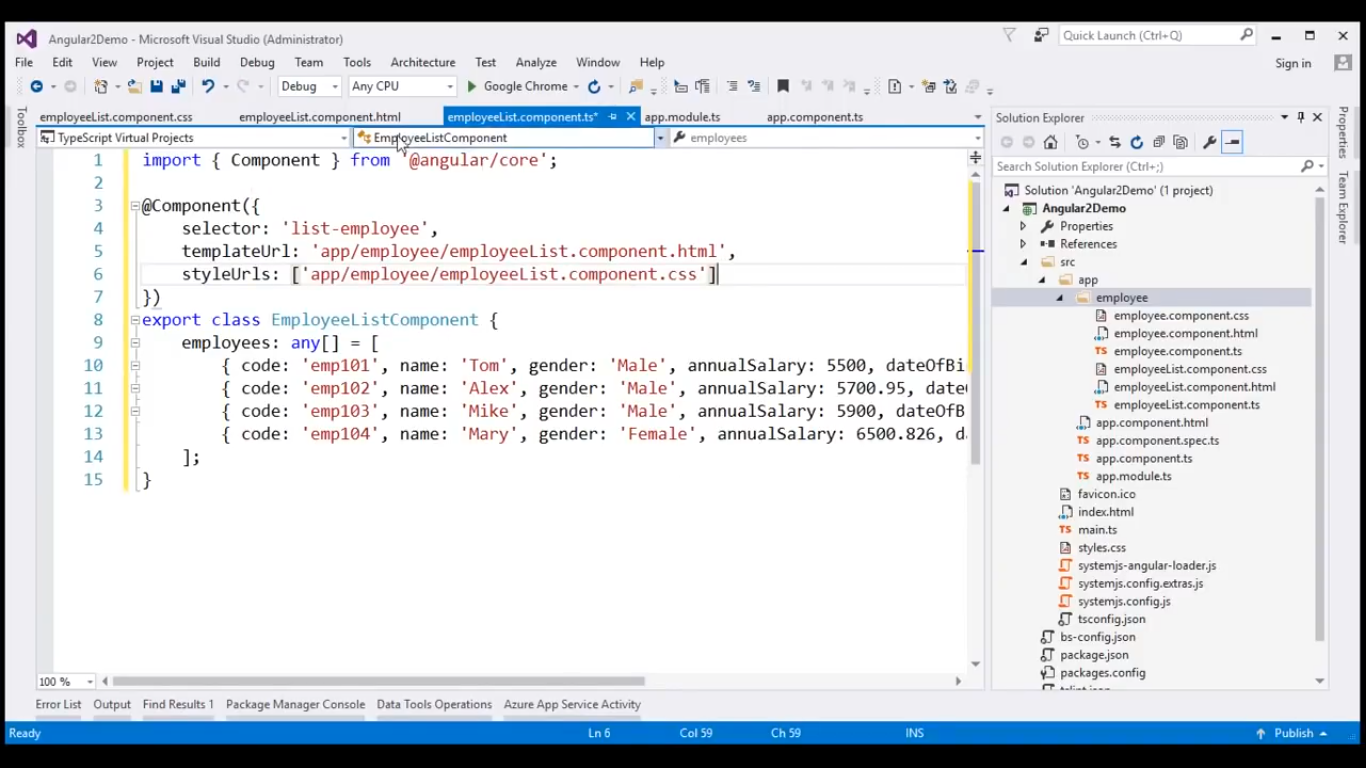 Angular2Demo - Microsoft Visual Studio (Administrator)
Quick Launch (Ctrl+Q)
File Edit View Project Build Debug Team Tools Architecture Test Analyze Window Help
Sign in
Debug Any CPU Google Chrome
employeeList.component.css employeeList.component.html employeeList.component.ts* app.module.ts app.component.ts
TypeScript Virtual Projects EmployeeListComponent employees
Toolbox
1 import { Component } from '@angular/core';
2
3 @Component({
4 selector: 'list-employee',
5 templateUrl: 'app/employee/employeeList.component.html',
6 styleUrls: ['app/employee/employeeList.component.css']
7 })
8 export class EmployeeListComponent {
9 employees: any[] = [
10 { code: 'emp101', name: 'Tom', gender: 'Male', annualSalary: 5500, dateOfBi
11 { code: 'emp102', name: 'Alex', gender: 'Male', annualSalary: 5700.95, date
12 { code: 'emp103', name: 'Mike', gender: 'Male', annualSalary: 5900, dateOfB
13 { code: 'emp104', name: 'Mary', gender: 'Female', annualSalary: 6500.826, d
14 ];
15 }
100 %
Solution Explorer
Search Solution Explorer (Ctrl+;)
Solution 'Angular2Demo' (1 project)
Angular2Demo
Properties
References
src
app
employee
employee.component.css
employee.component.html
employee.component.ts
employeeList.component.css
employeeList.component.html
employeeList.component.ts
app.component.html
app.component.spec.ts
app.component.ts
app.module.ts
favicon.ico
index.html
main.ts
styles.css
systemjs-angular-loader.js
systemjs.config.extras.js
systemjs.config.js
tsconfig.json
bs-config.json
package.json
packages.config
Properties
Team Explorer
Error List Output Find Results 1 Package Manager Console Data Tools Operations Azure App Service Activity
Ready Ln 6 Col 59 Ch 59 INS Publish